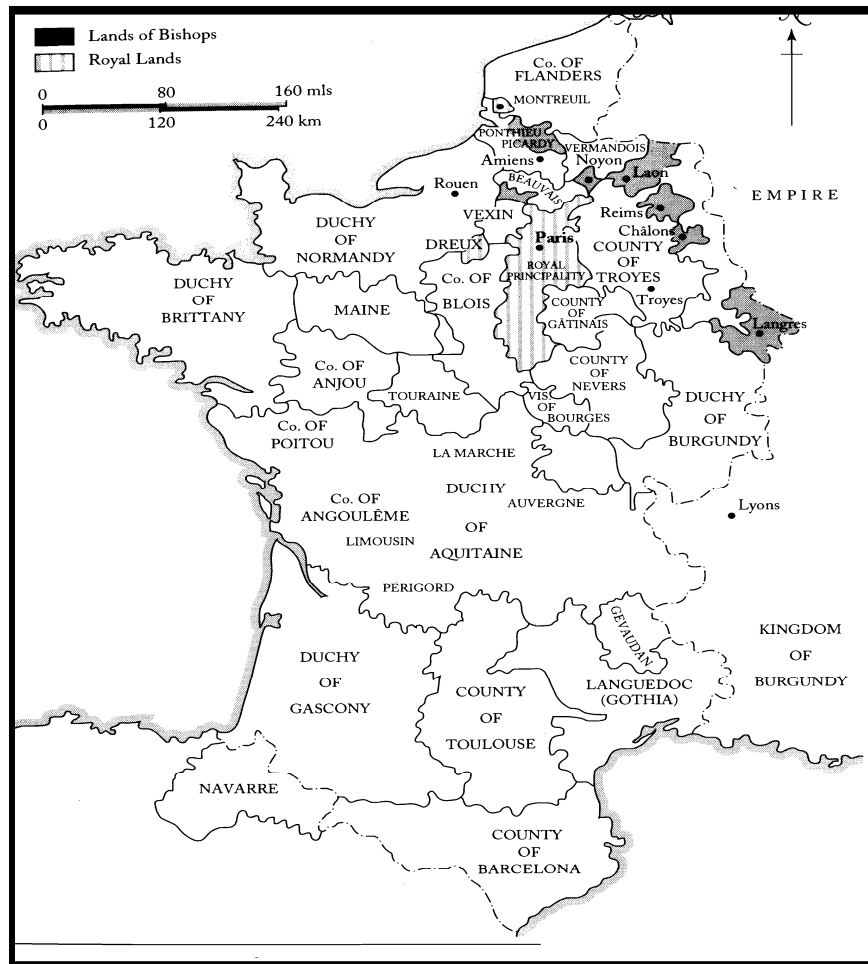 Lands of Bishops
Royal Lands
0 80 160 mls
0 120 240 km
Co. OF
FLANDERS
MONTREUIL
PONTHIEU
PICARDY
VERMANDOIS
Amiens
Noyon
BEAUVAIS
Laon
Rouen
EMPIRE
Reims
VEXIN
Châlons
DUCHY
OF
NORMANDY
DREUX
Paris
ROYAL
PRINCIPALITY
COUNTY
OF
TROYES
Troyes
DUCHY
OF
BRITTANY
MAINE
Co. OF
BLOIS
COUNTY
OF
GÂTINAIS
Langres
Co. OF
ANJOU
TOURAINE
COUNTY
OF
NEVERS
VIS.
OF
BOURGES
DUCHY
OF
BURGUNDY
Co. OF
POITOU
LA MARCHE
Co. OF
ANGOULÊME
LIMOUSIN
DUCHY
OF
AQUITAINE
AUVERGNE
Lyons
PÉRIGORD
GEVAUDAN
KINGDOM
OF
BURGUNDY
DUCHY
OF
GASCONY
COUNTY
OF
TOULOUSE
LANGUEDOC
(GOTHIA)
NAVARRE
COUNTY
OF
BARCELONA